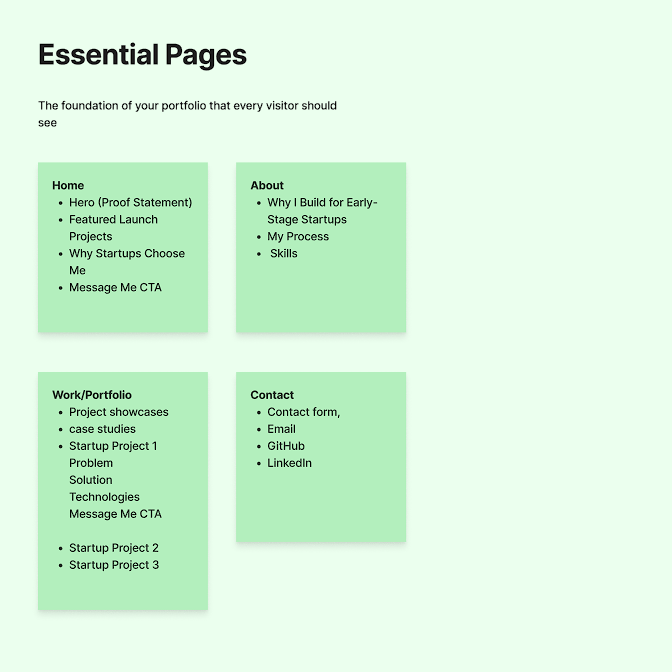 Essential Pages
The foundation of your portfolio that every visitor should
see
Home
• Hero (Proof Statement)
• Featured Launch
Projects
• Why Startups Choose
Me
• Message Me CTA
About
• Why I Build for Early-
Stage Startups
• My Process
• Skills
Work/Portfolio
• Project showcases
• case studies
• Startup Project 1
Problem
Solution
Technologies
Message Me CTA
• Startup Project 2
• Startup Project 3
Contact
• Contact form,
• Email
• GitHub
• LinkedIn